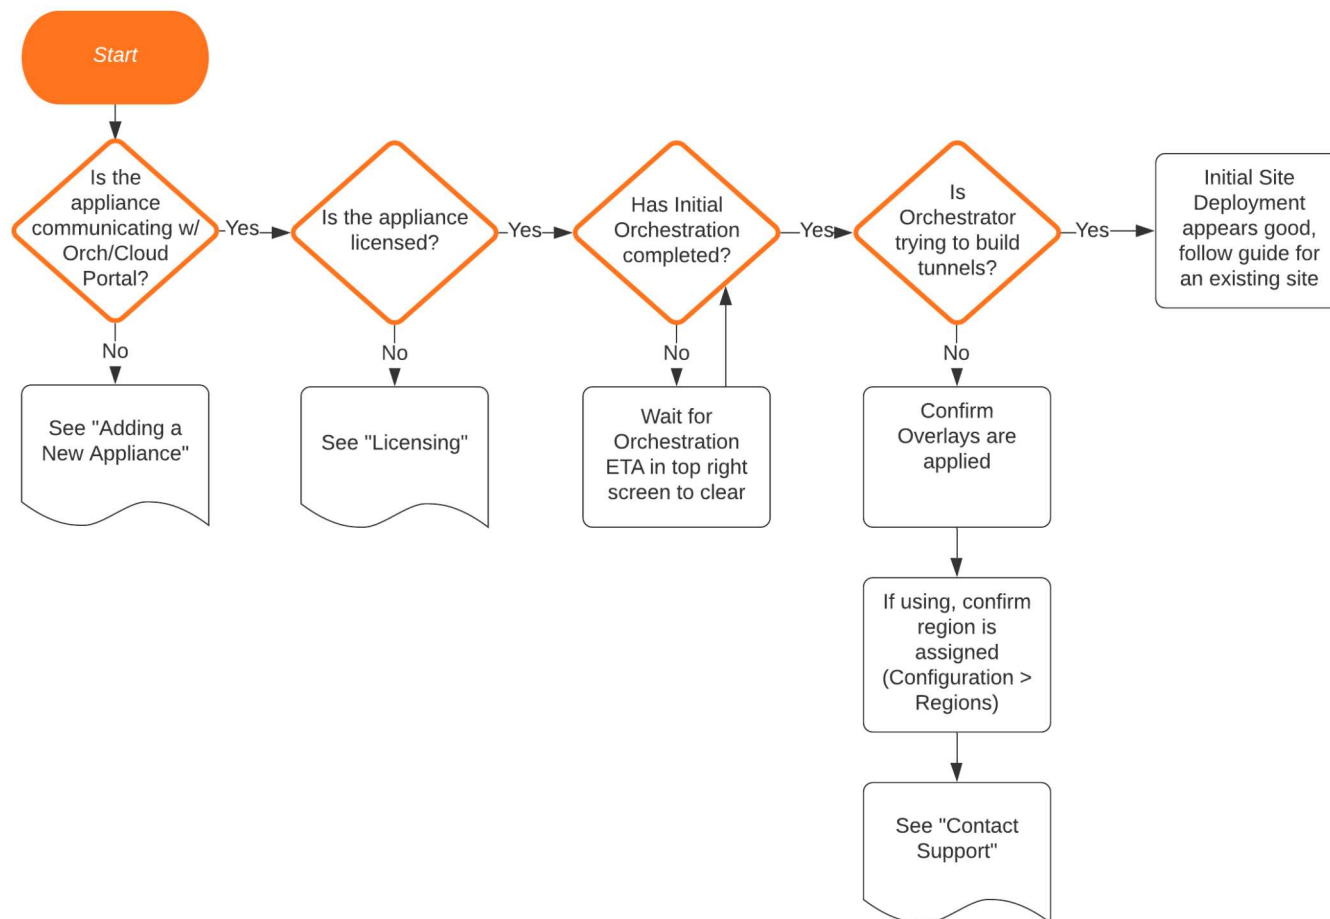 Start
Is the
appliance
communicating w/
Orch/Cloud
Portal?
Yes
Is the appliance
licensed?
Yes
Has Initial
Orchestration
completed?
Yes
Is
Orchestrator
trying to build
tunnels?
Yes
Initial Site
Deployment
appears good,
follow guide for
an existing site
No
See "Adding a
New Appliance"
No
See "Licensing"
No
Wait for
Orchestration
ETA in top right
screen to clear
No
Confirm
Overlays are
applied
If using, confirm
region is
assigned
(Configuration >
Regions)
See "Contact
Support"